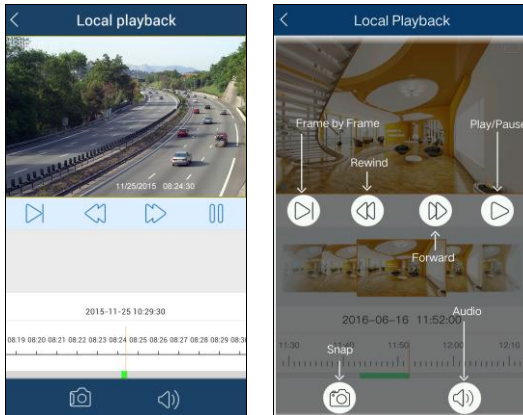 Local playback
11/25/2015 08:24:30
2015-11-25 10:29:30
08:19 08:20 08:21 08:22 08:23 08:24 08:25 08:26 08:27 08:28 08:29 08:30
Local Playback
Frame by Frame
Play/Pause
Rewind
Forward
2016-06-16 11:52:00
Audio
11:30 11:40 11:50 12:00 12:10
Snap